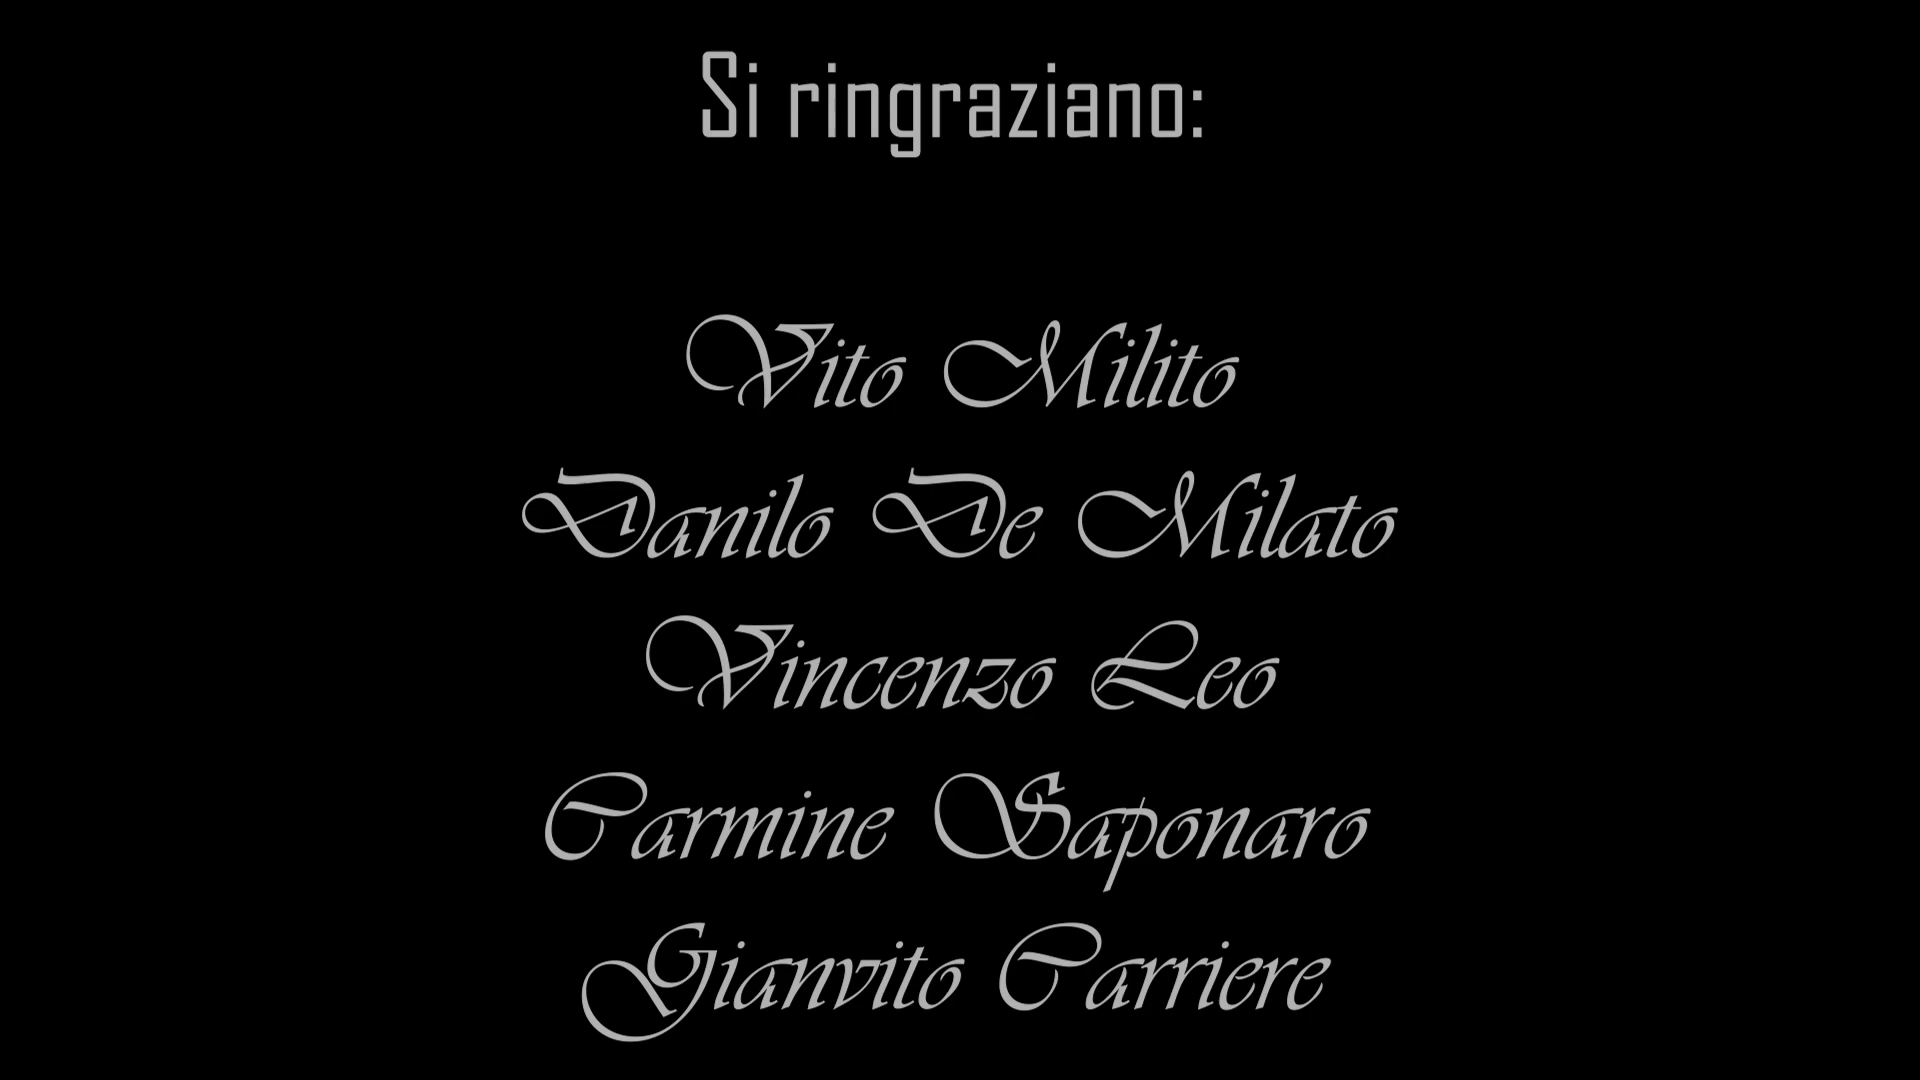 Si ringraziano:
Vito Milito
Danilo De Milato
Vincenzo Leo
Carmine Saponaro
Gianvito Carriere